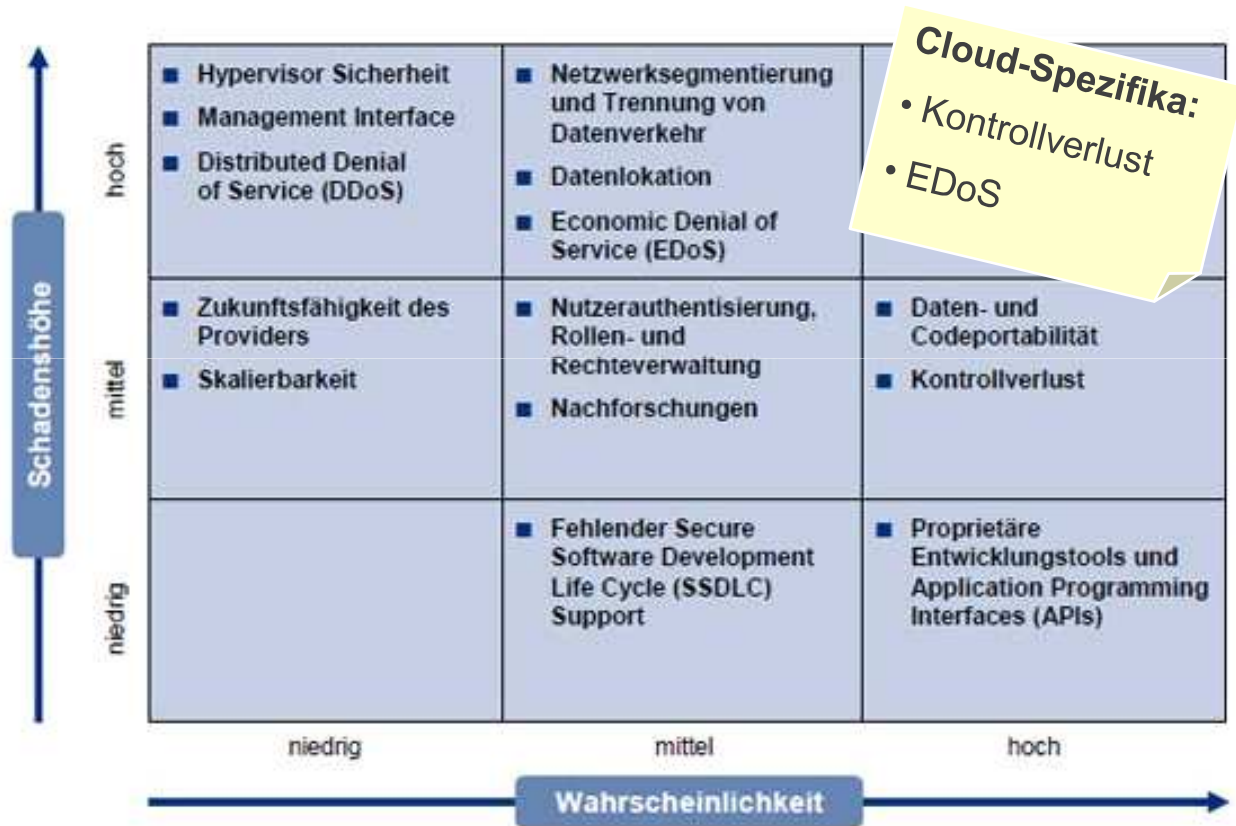 Schadenshöhe
hoch
mittel
niedrig
■ Hypervisor Sicherheit
■ Management Interface
■ Distributed Denial
of Service (DDoS)
■ Netzwerksegmentierung
und Trennung von
Datenverkehr
■ Datenlokation
■ Economic Denial of
Service (EDoS)
Cloud-Spezifika:
• Kontrollverlust
• EDoS
■ Zukunftsfähigkeit des
Providers
■ Skalierbarkeit
■ Nutzerauthentisierung,
Rollen- und
Rechteverwaltung
■ Nachforschungen
■ Daten- und
Codeportabilität
■ Kontrollverlust
■ Fehlender Secure
Software Development
Life Cycle (SSDLC)
Support
■ Proprietäre
Entwicklungstools und
Application Programming
Interfaces (APIs)
niedrig
mittel
hoch
Wahrscheinlichkeit